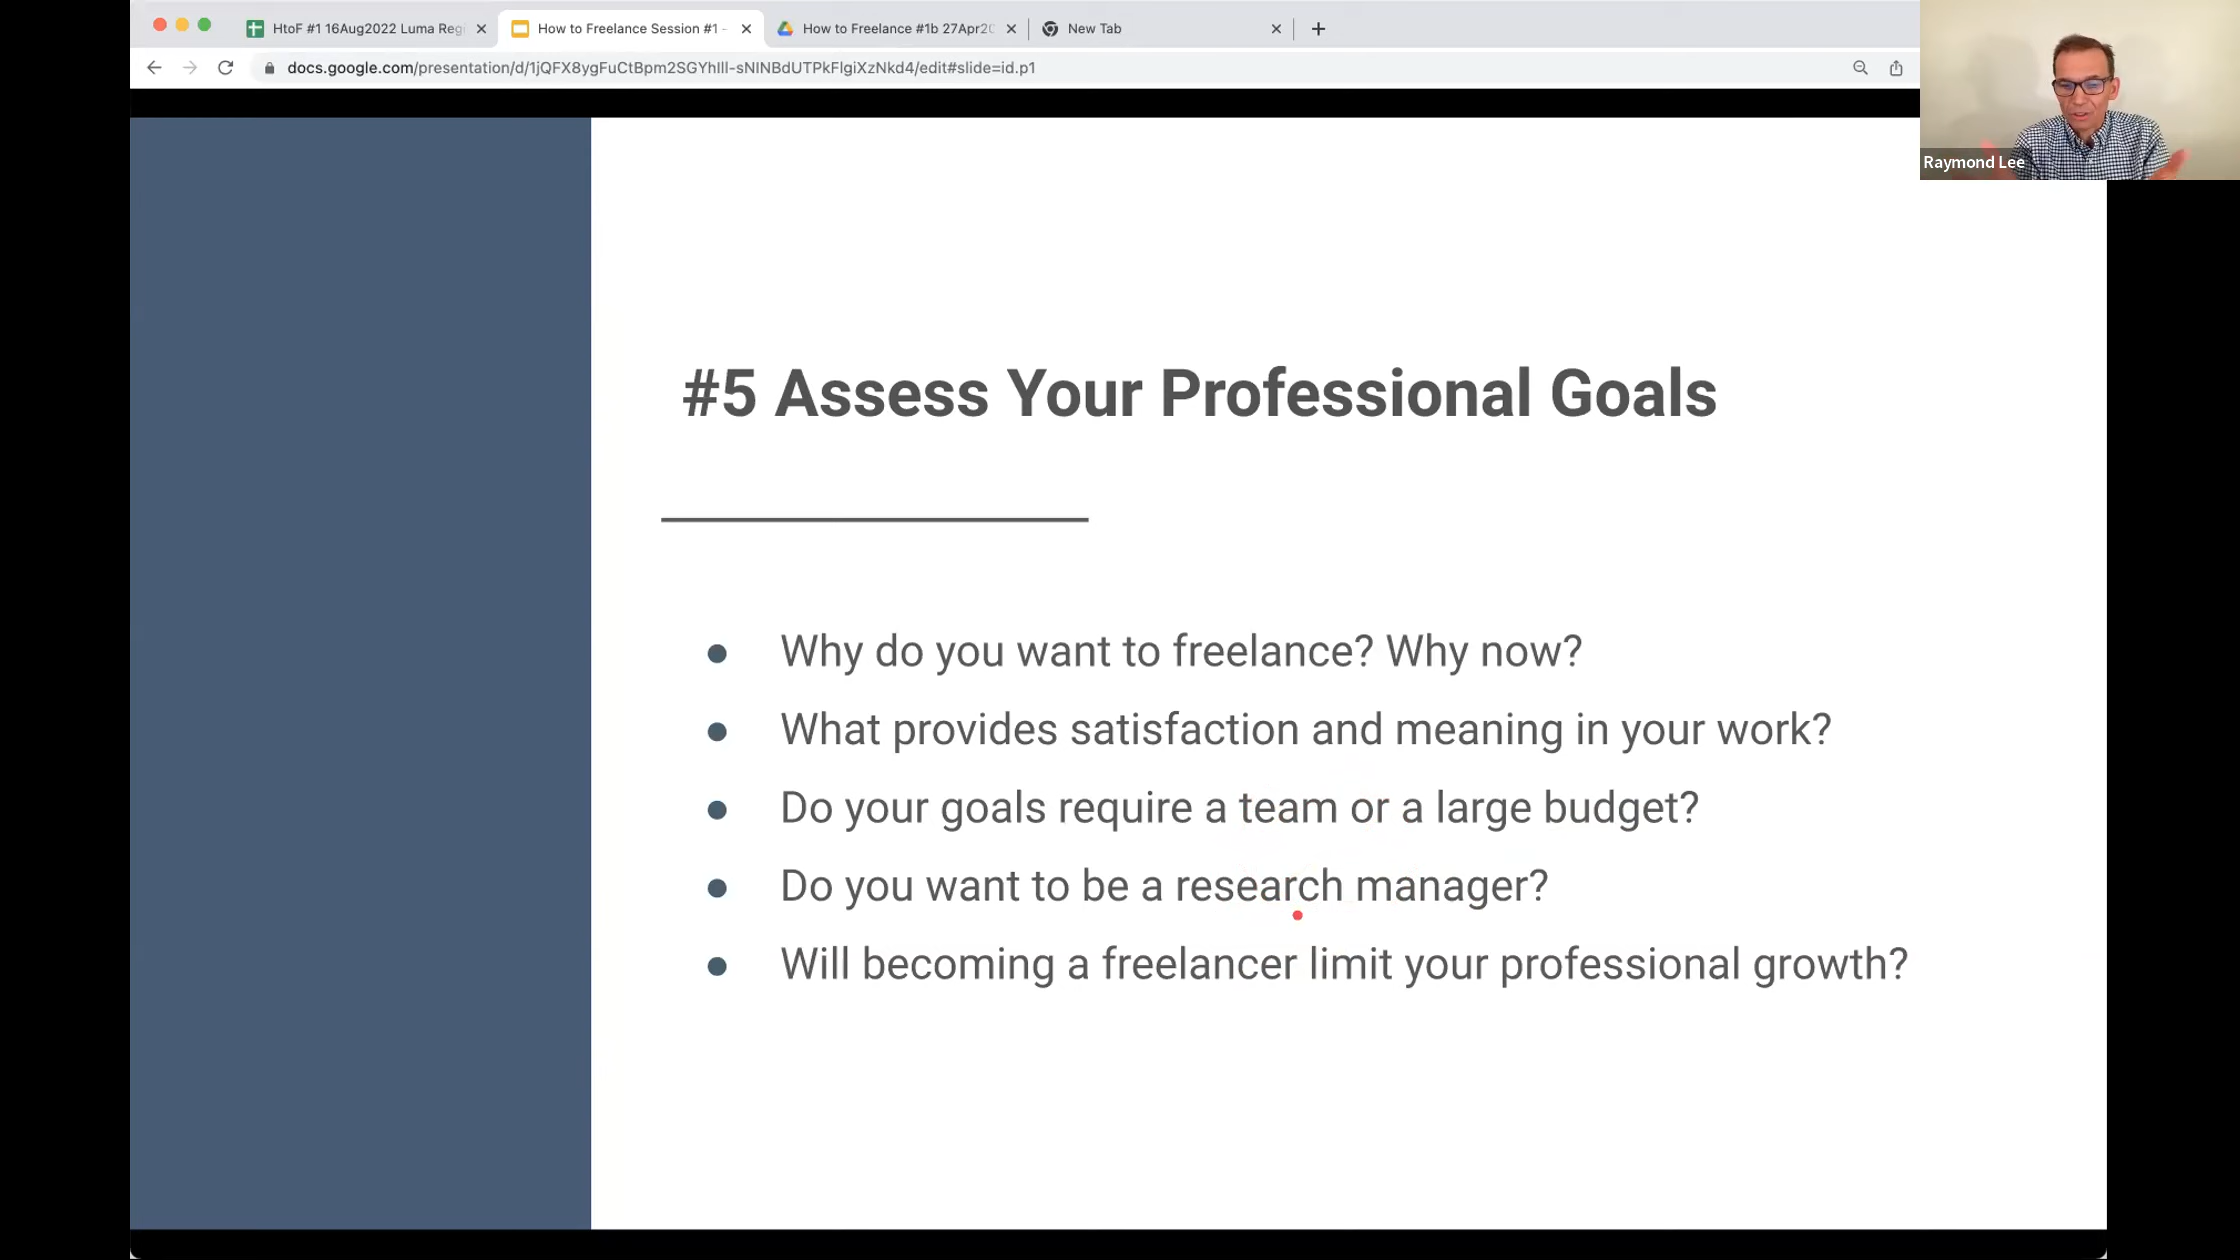 HtoF #1 16Aug2022 Luma Reg
How to Freelance Session #1 -
How to Freelance #1b 27Apr20
New Tab
docs.google.com/presentation/d/1jQFX8ygFuCtBpm2SGYhIll-sNINBdUTPkFlgiXzNkd4/edit#slide=id.p1
Raymond Lee
#5 Assess Your Professional Goals
● Why do you want to freelance? Why now?
● What provides satisfaction and meaning in your work?
● Do your goals require a team or a large budget?
● Do you want to be a research manager?
● Will becoming a freelancer limit your professional growth?